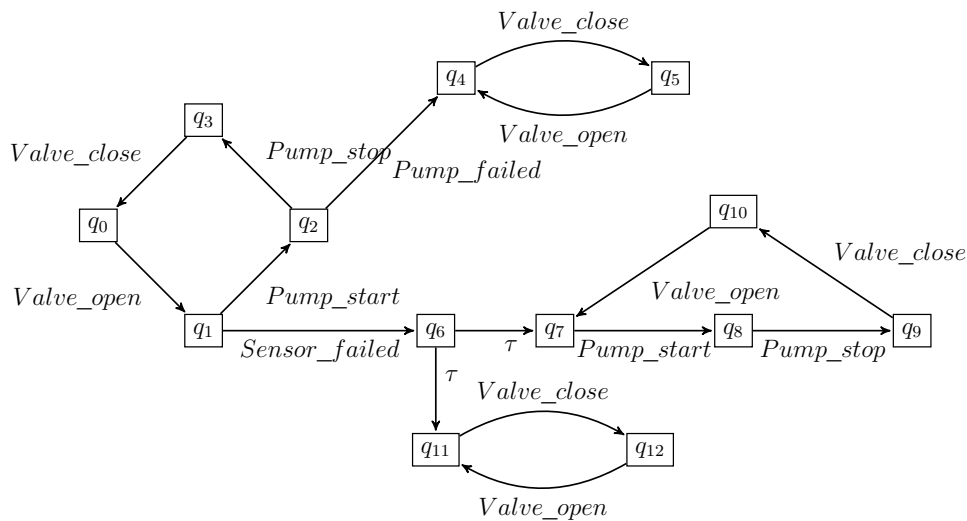 Valve_close
q4
q5
Valve_open
q3
Valve_close
Pump_stop
Pump_failed
q0
q2
q10
Valve_close
Valve_open
Pump_start
Valve_open
q1
Sensor_failed
q6
τ
q7
Pump_start
q8
Pump_stop
q9
τ
Valve_close
q11
q12
Valve_open